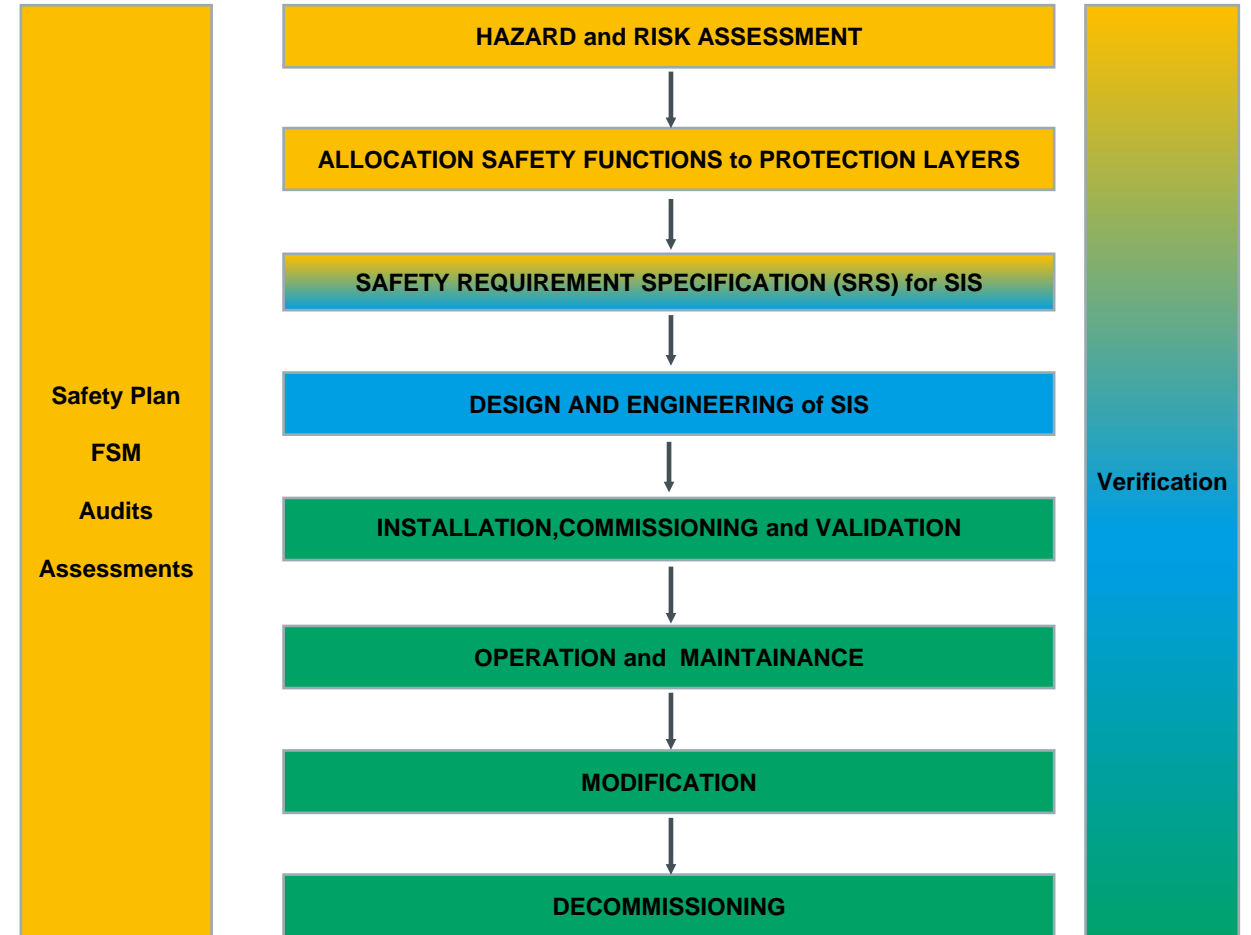 HAZARD and RISK ASSESSMENT
ALLOCATION SAFETY FUNCTIONS to PROTECTION LAYERS
SAFETY REQUIREMENT SPECIFICATION (SRS) for SIS
DESIGN AND ENGINEERING of SIS
INSTALLATION,COMMISSIONING and VALIDATION
OPERATION and  MAINTAINANCE
MODIFICATION
DECOMMISSIONING
Safety Plan
FSM
Audits
Assessments
Verification